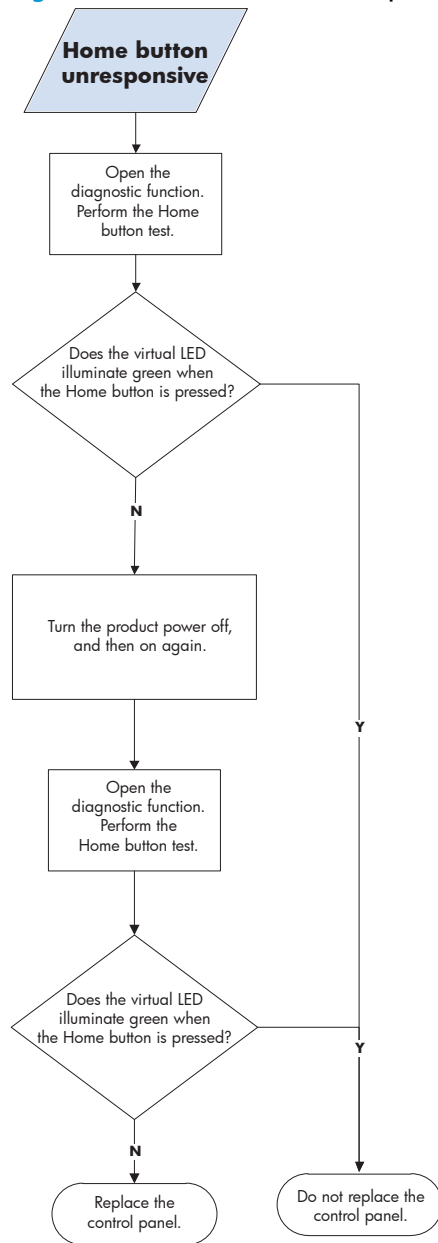 Home button
unresponsive
Open the
diagnostic function.
Perform the Home
button test.
Does the virtual LED
illuminate green when
the Home button is pressed?
N
Turn the product power off,
and then on again.
Y
Open the
diagnostic function.
Perform the
Home button test.
Does the virtual LED
illuminate green when
the Home button is pressed?
Y
N
Replace the
control panel.
Do not replace the
control panel.